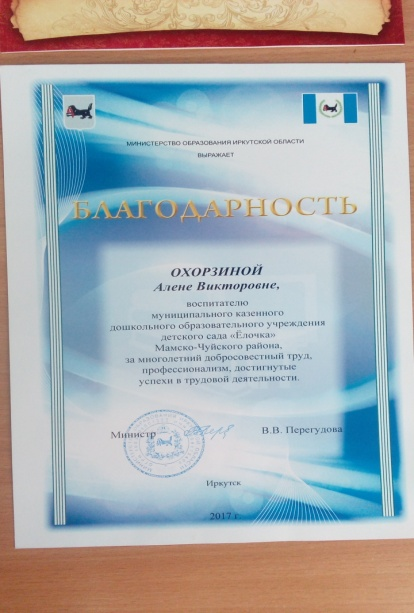 МИНИСТЕРСТВО ОБРАЗОВАНИЯ ИРКУТСКОЙ ОБЛАСТИ
ВЫРАЖАЕТ
БЛАГОДАРНОСТЬ
ОХОРЗИНОЙ
Алене Викторовне,
воспитателю
муниципального казенного
дошкольного образовательного учреждения
детского сада «Ёлочка»
Мамско-Чуйского района,
за многолетний добросовестный труд,
профессионализм, достигнутые
успехи в трудовой деятельности.
Министр В.В. Перегудова
Иркутск
2017 г.